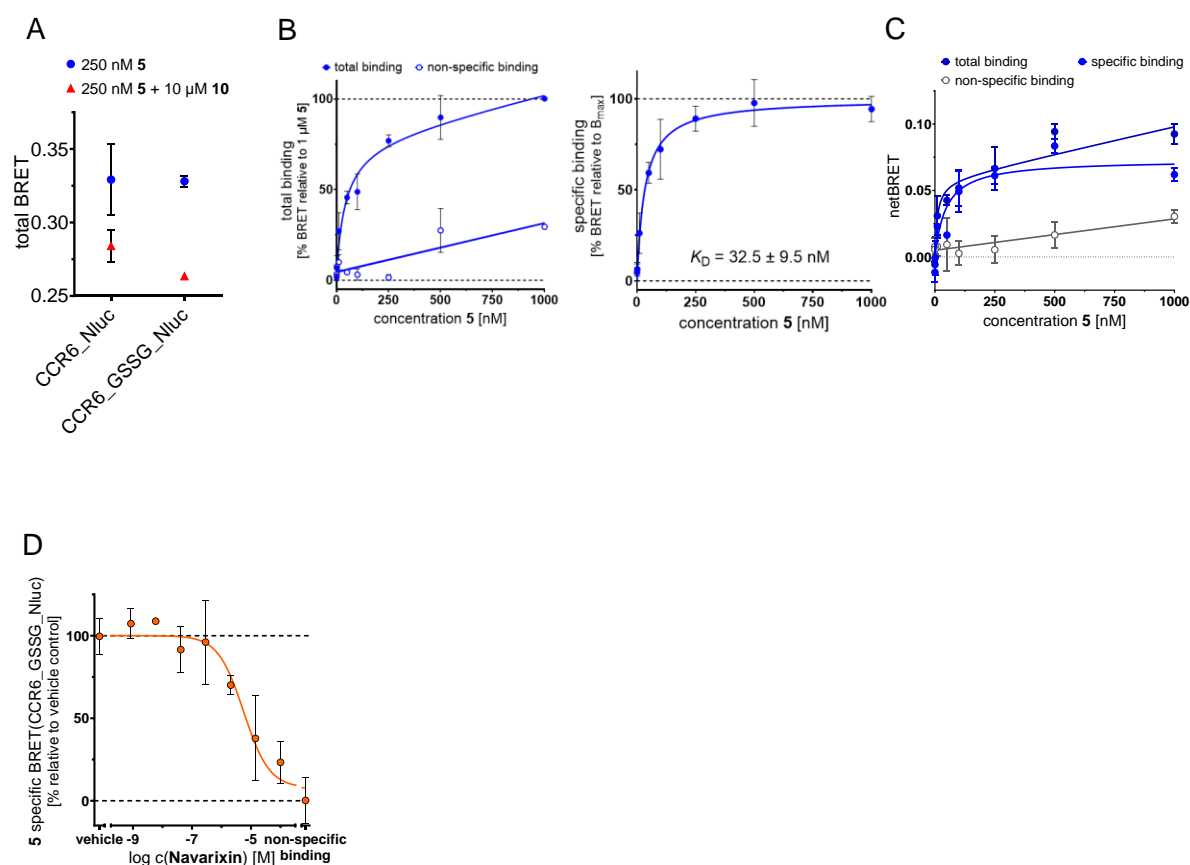 A
250 nM 5
250 nM 5 + 10 µM 10
total BRET
0.35
0.30
0.25
CCR6_Nluc
CCR6_GSSG_Nluc
B
total binding
non-specific binding
total binding
[% BRET relative to 1 µM 5]
100
50
0
0
250
500
750
1000
concentration 5 [nM]
specific binding
[% BRET relative to Bmax]
100
50
0
KD = 32.5 ± 9.5 nM
0
250
500
750
1000
concentration 5 [nM]
C
total binding
specific binding
non-specific binding
netBRET
0.10
0.05
0.00
0
250
500
750
1000
concentration 5 [nM]
D
5 specific BRET(CCR6_GSSG_Nluc)
[% relative to vehicle control]
100
50
0
vehicle -9 -7 -5 non-specific
binding
log c(Navarixin) [M]